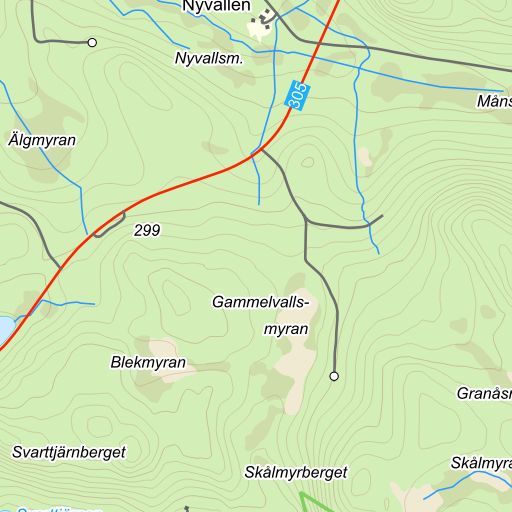 Nyvallen
Nyvallsm.
305
Måns
Älgmyran
299
Gammelvalls-
myran
Blekmyran
Granåsm
Svarttjärnberget
Skålmyrberget
Skålmyra